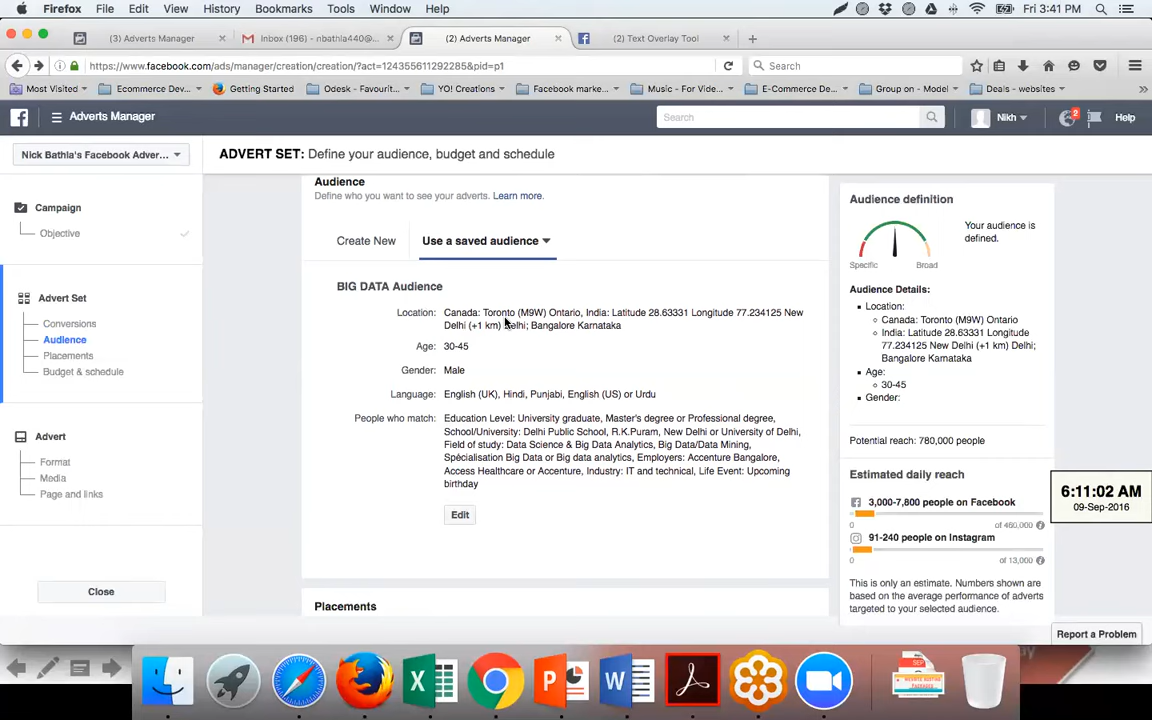 Firefox File Edit View History Bookmarks Tools Window Help Fri 3:41 PM
(3) Adverts Manager × Inbox (196) - nbathla440@... × (2) Adverts Manager × (2) Text Overlay Tool × +
https://www.facebook.com/ads/manager/creation/creation/?act=124355611292285&pid=p1 Search
Most Visited Ecommerce Dev... Getting Started Odesk - Favourit... YO! Creations Facebook marke... Music - For Vide... E-Commerce De... Group on - Model Deals - websites
Adverts Manager Search Nikh 2 Help
Nick Bathla's Facebook Adver... ADVERT SET: Define your audience, budget and schedule
Campaign
Objective
Advert Set
Conversions
Audience
Placements
Budget & schedule
Advert
Format
Media
Page and links
Close
Audience
Define who you want to see your adverts. Learn more.
Create New Use a saved audience
BIG DATA Audience
Location: Canada: Toronto (M9W) Ontario, India: Latitude 28.63331 Longitude 77.234125 New
Delhi (+1 km) Delhi; Bangalore Karnataka
Age: 30-45
Gender: Male
Language: English (UK), Hindi, Punjabi, English (US) or Urdu
People who match: Education Level: University graduate, Master's degree or Professional degree,
School/University: Delhi Public School, R.K.Puram, New Delhi or University of Delhi,
Field of study: Data Science & Big Data Analytics, Big Data/Data Mining,
Spécialisation Big Data or Big data analytics, Employers: Accenture Bangalore,
Access Healthcare or Accenture, Industry: IT and technical, Life Event: Upcoming
birthday
Edit
Placements
Audience definition
Your audience is
defined.
Specific Broad
Audience Details:
Location:
Canada: Toronto (M9W) Ontario
India: Latitude 28.63331 Longitude
77.234125 New Delhi (+1 km) Delhi;
Bangalore Karnataka
Age:
30-45
Gender:
Potential reach: 780,000 people
Estimated daily reach
3,000-7,800 people on Facebook
0 of 460,000
91-240 people on Instagram
0 of 13,000
This is only an estimate. Numbers shown are
based on the average performance of adverts
targeted to your selected audience.
Report a Problem
6:11:02 AM
09-Sep-2016